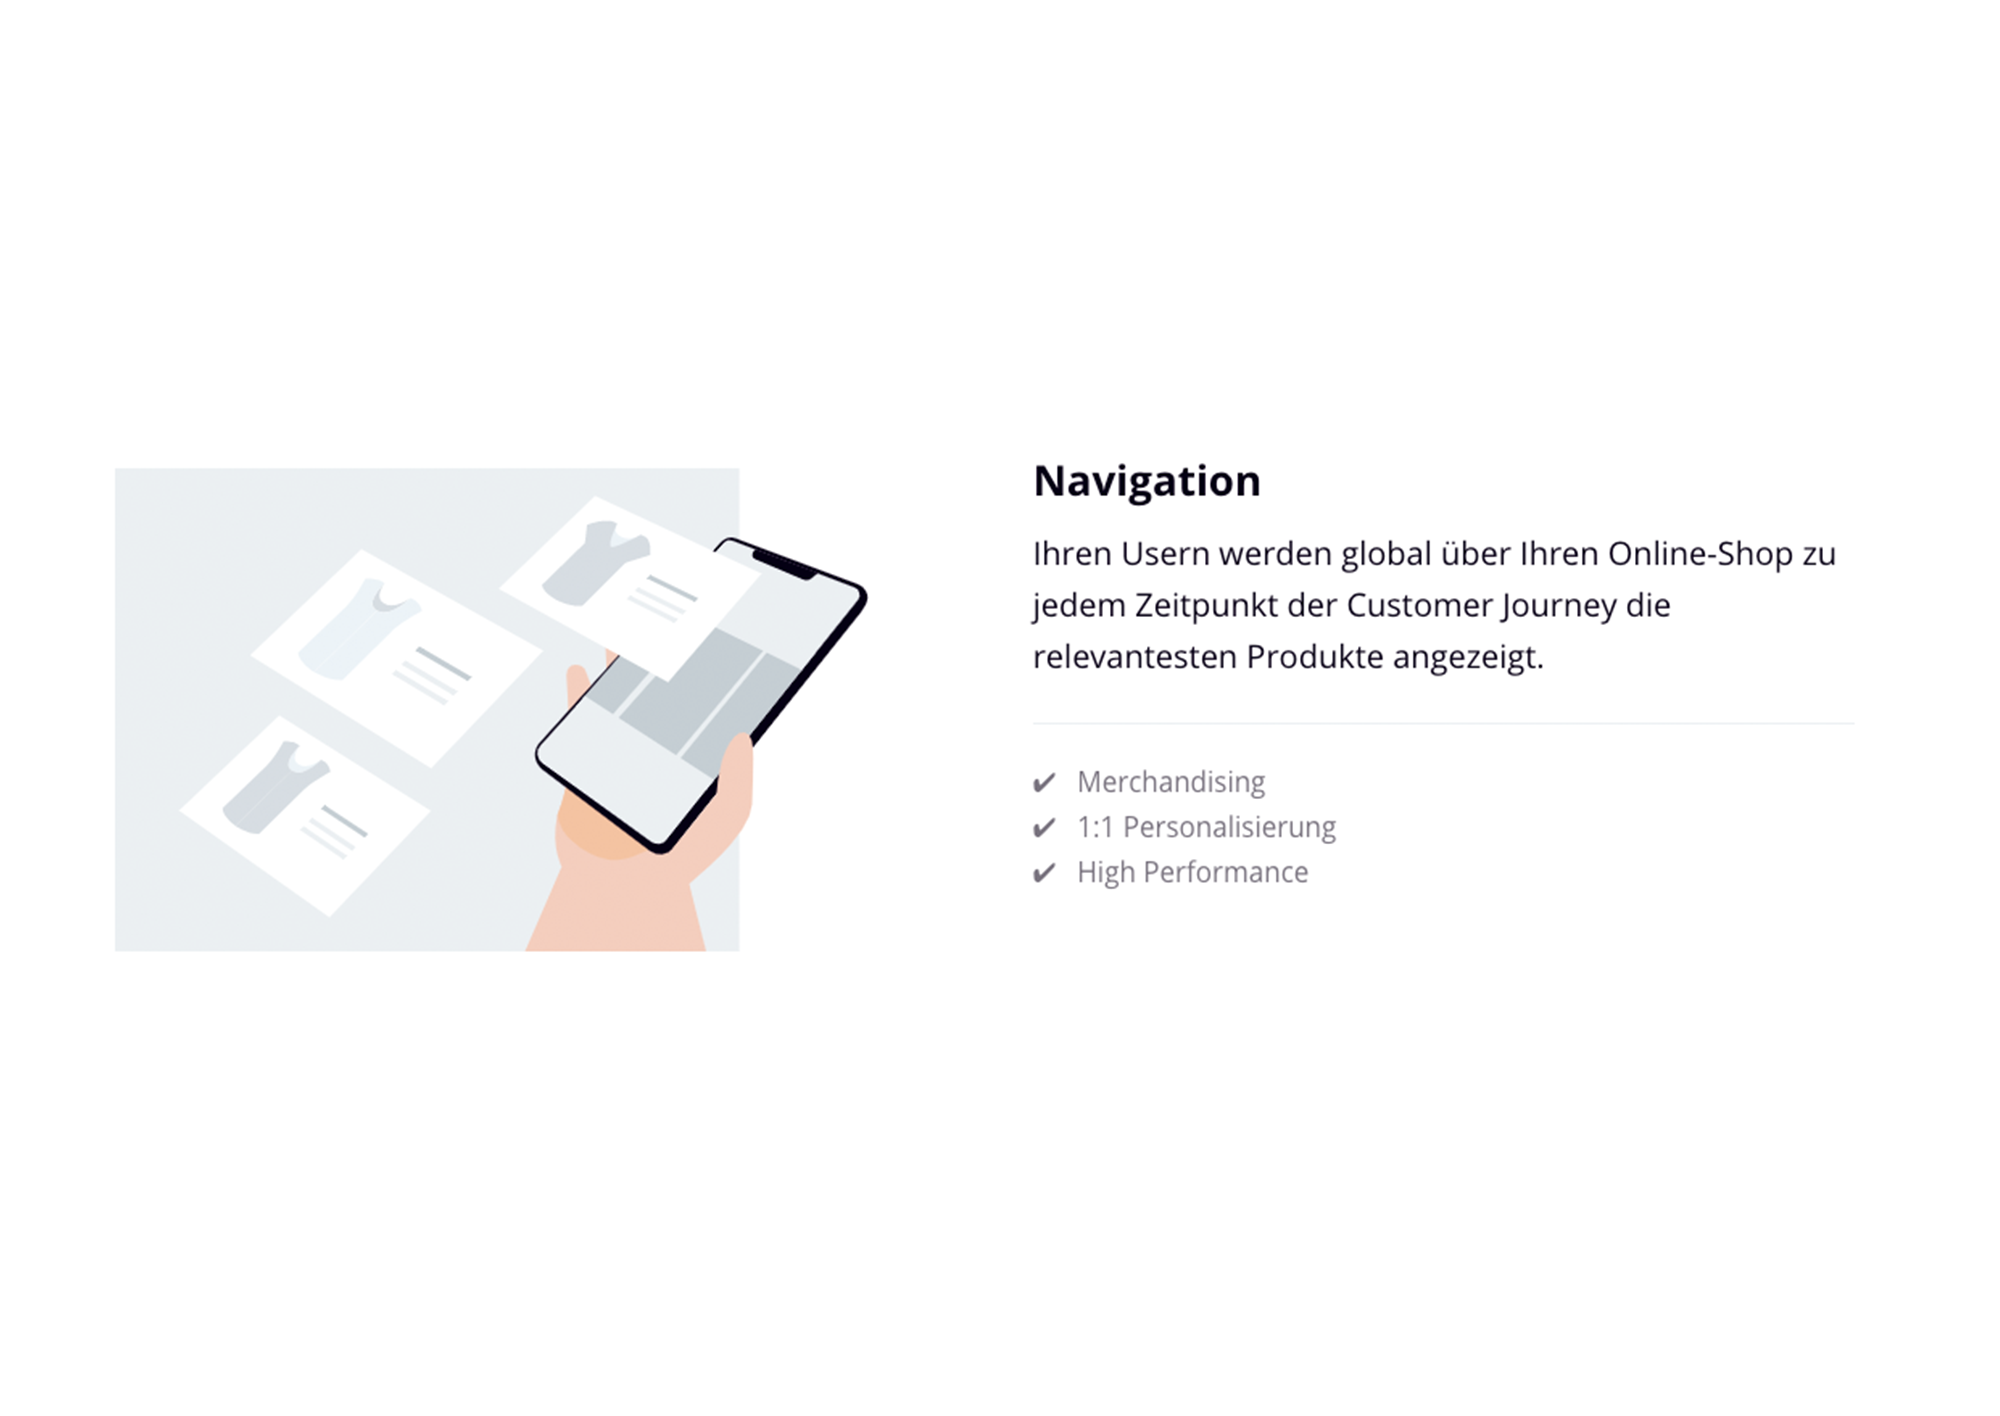 Navigation
Ihren Usern werden global über Ihren Online-Shop zu
jedem Zeitpunkt der Customer Journey die
relevantesten Produkte angezeigt.
✔ Merchandising
✔ 1:1 Personalisierung
✔ High Performance